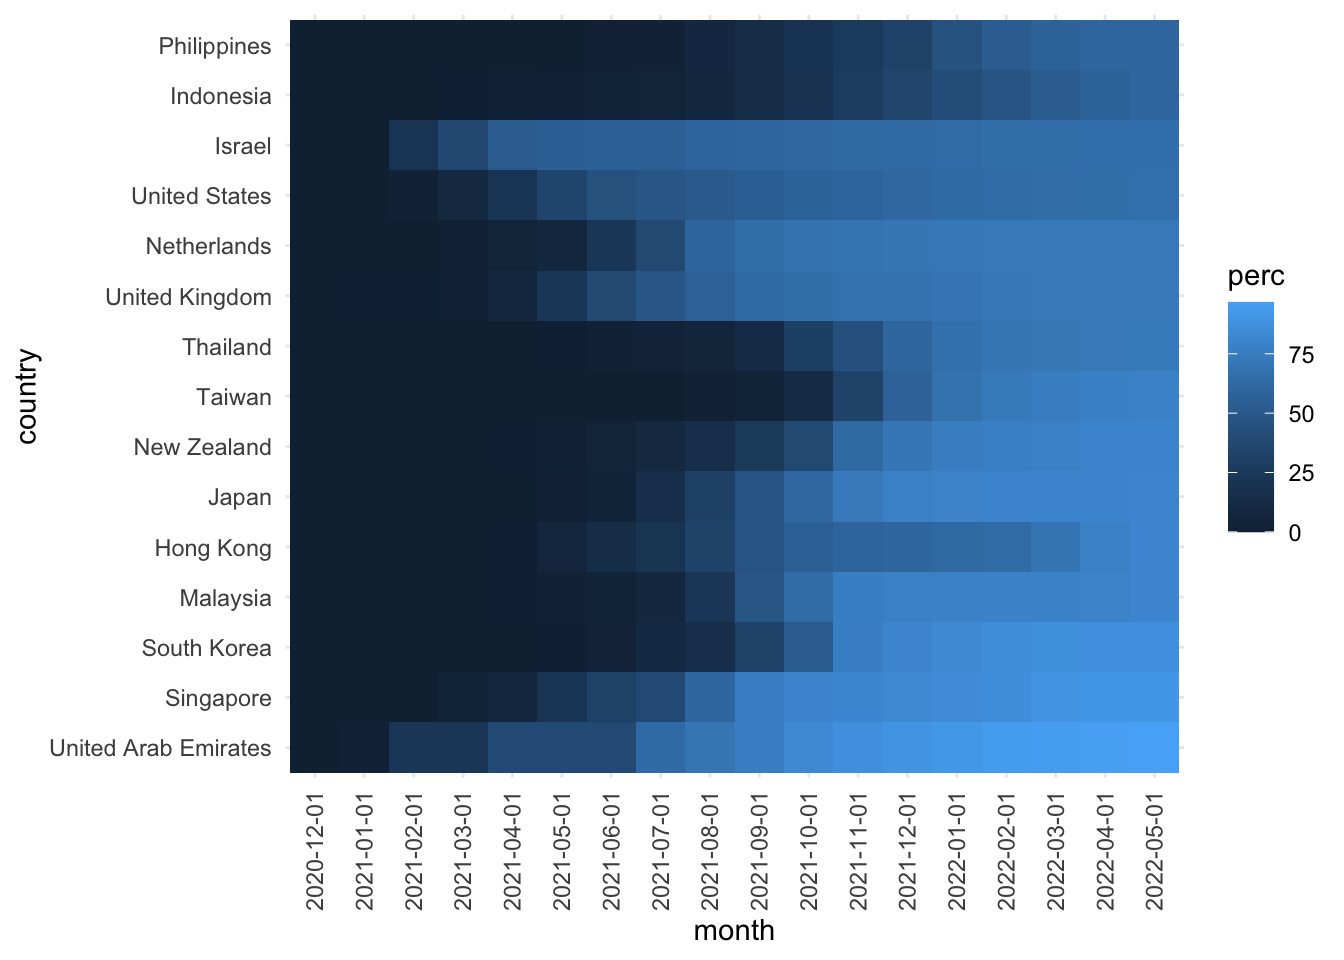 country
Philippines
Indonesia
Israel
United States
Netherlands
United Kingdom
Thailand
Taiwan
New Zealand
Japan
Hong Kong
Malaysia
South Korea
Singapore
United Arab Emirates
2020-12-01
2021-01-01
2021-02-01
2021-03-01
2021-04-01
2021-05-01
2021-06-01
2021-07-01
2021-08-01
2021-09-01
2021-10-01
2021-11-01
2021-12-01
2022-01-01
2022-02-01
2022-03-01
2022-04-01
2022-05-01
month
perc
75
50
25
0